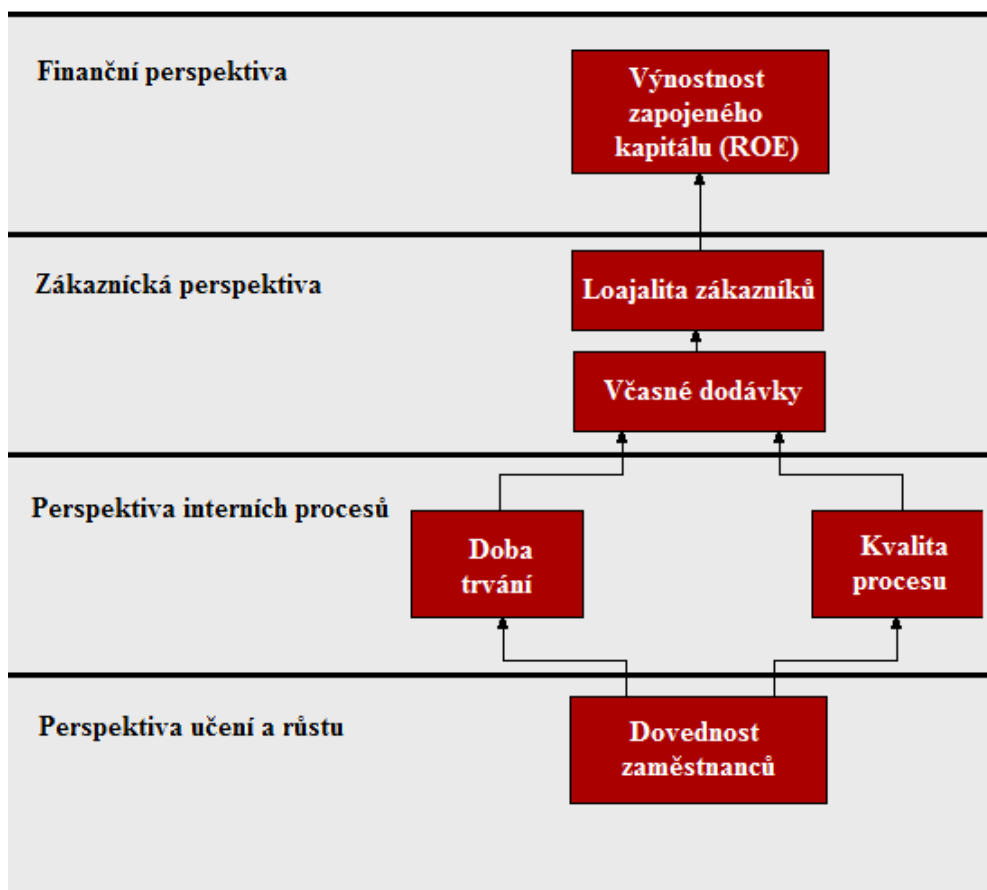 Finanční perspektiva
Výnostnost
zapojeného
kapitálu (ROE)
Zákaznícká perspektiva
Loajalita zákazníků
Včasné dodávky
Perspektiva interních procesů
Doba
trvání
Kvalita
procesu
Perspektiva učení a růstu
Dovednost
zaměstnanců